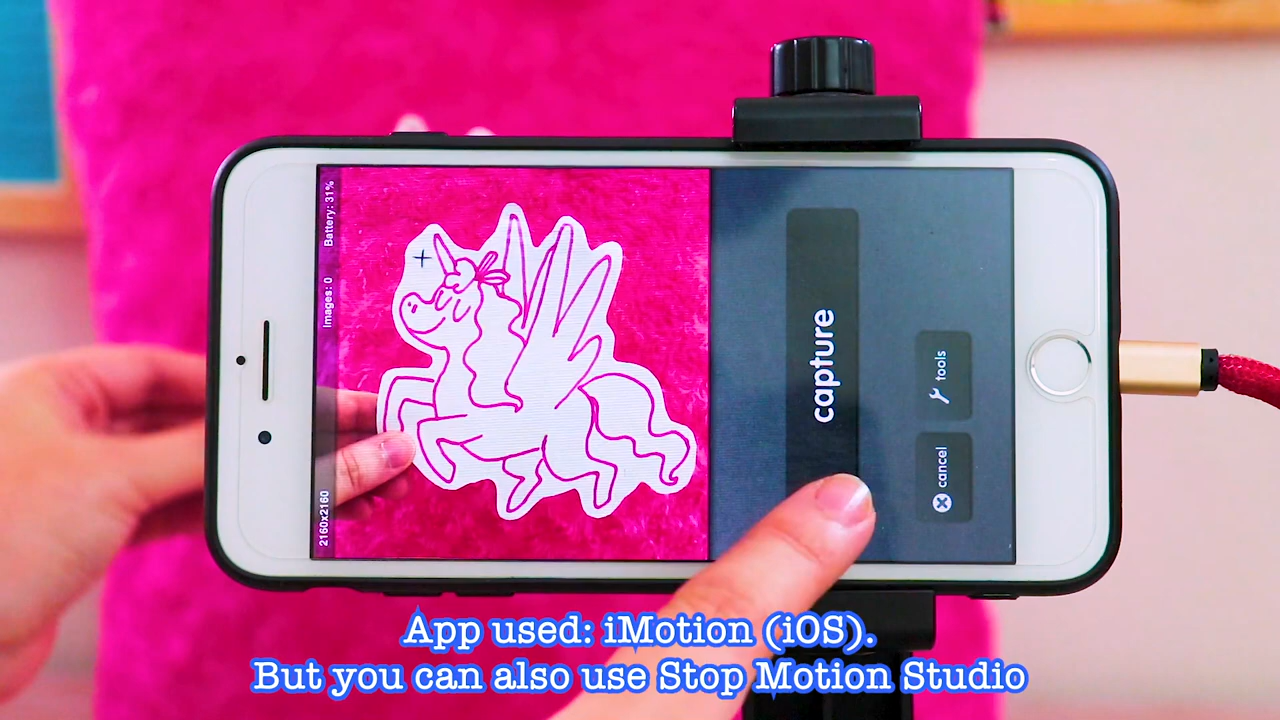 Battery: 31%
Images: 0
2160x2160
capture
tools
cancel
App used: iMotion (iOS).
But you can also use Stop Motion Studio